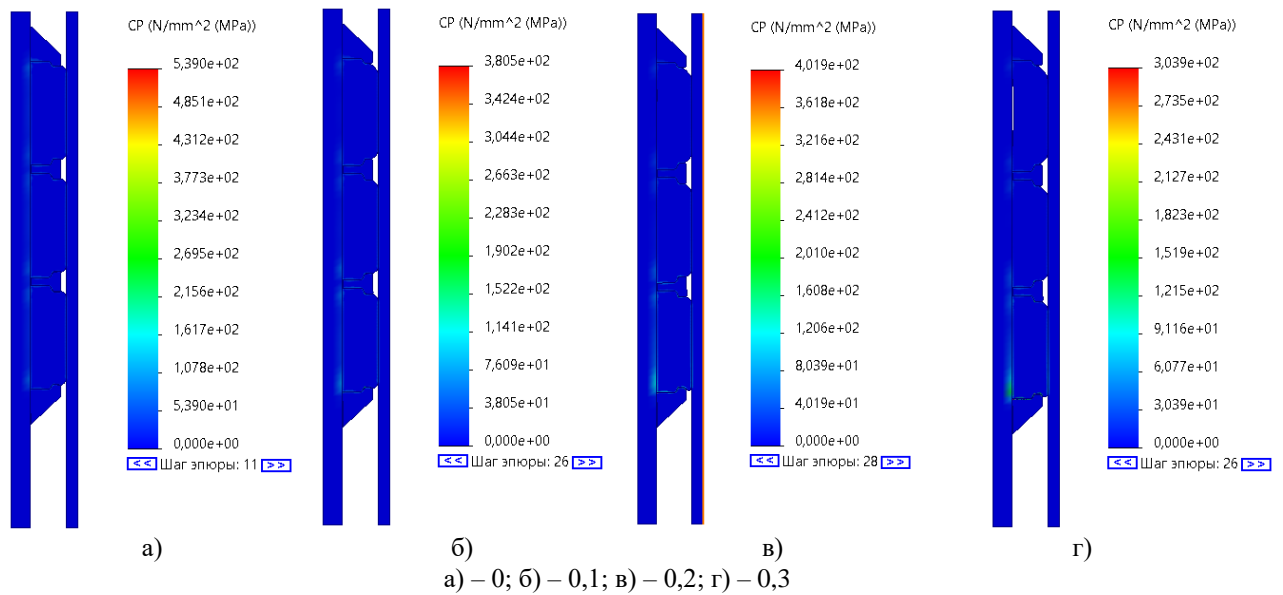 CP (N/mm^2 (MPa))
5,390e+02
4,851e+02
4,312e+02
3,773e+02
3,234e+02
2,695e+02
2,156e+02
1,617e+02
1,078e+02
5,390e+01
0,000e+00
<< Шаг эпюры: 11 >>
CP (N/mm^2 (MPa))
3,805e+02
3,424e+02
3,044e+02
2,663e+02
2,283e+02
1,902e+02
1,522e+02
1,141e+02
7,609e+01
3,805e+01
0,000e+00
<< Шаг эпюры: 26 >>
CP (N/mm^2 (MPa))
4,019e+02
3,618e+02
3,216e+02
2,814e+02
2,412e+02
2,010e+02
1,608e+02
1,206e+02
8,039e+01
4,019e+01
0,000e+00
<< Шаг эпюры: 28 >>
CP (N/mm^2 (MPa))
3,039e+02
2,735e+02
2,431e+02
2,127e+02
1,823e+02
1,519e+02
1,215e+02
9,116e+01
6,077e+01
3,039e+01
0,000e+00
<< Шаг эпюры: 26 >>
а) б) в) г)
а) – 0; б) – 0,1; в) – 0,2; г) – 0,3